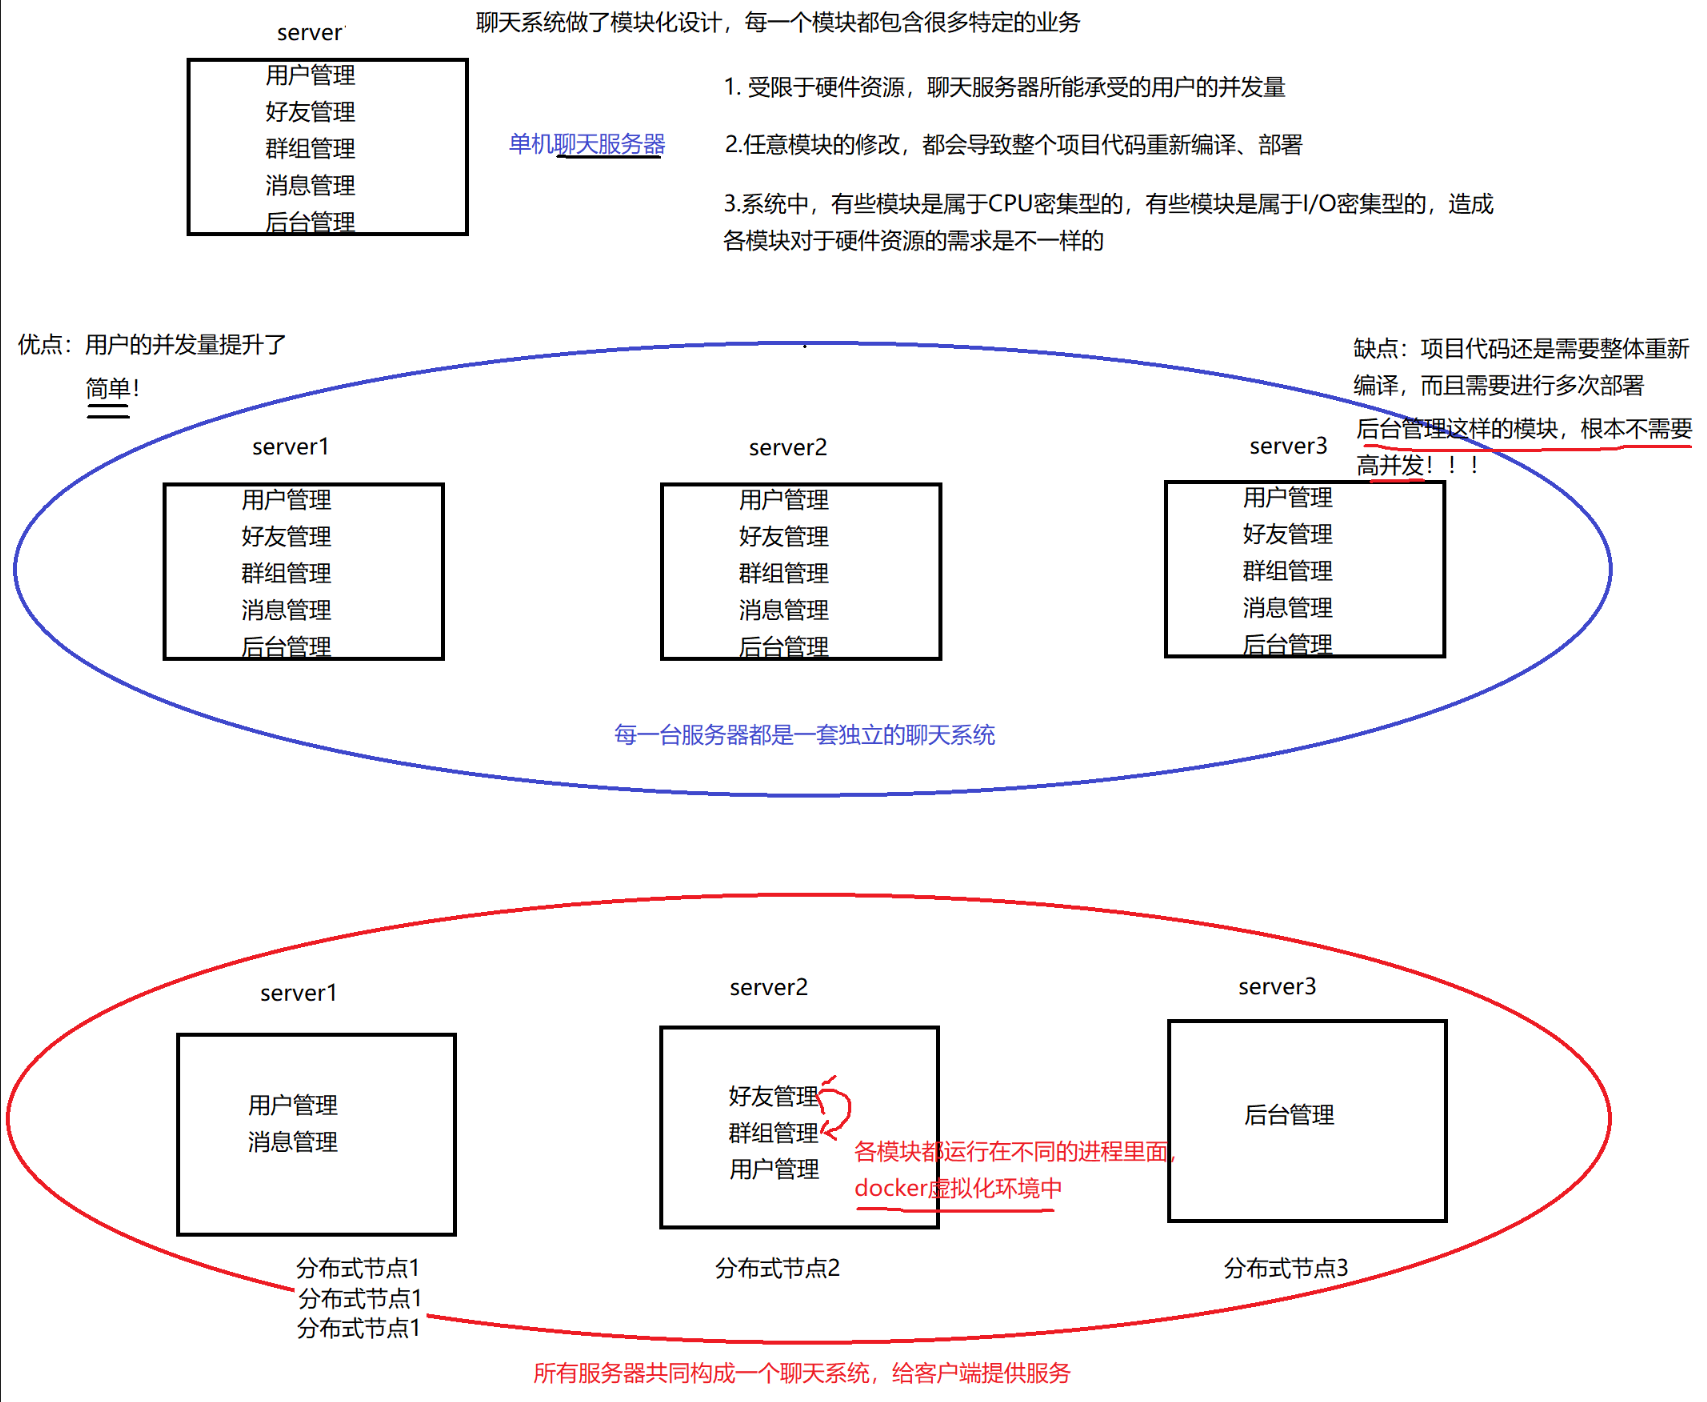 server
聊天系统做了模块化设计，每一个模块都包含很多特定的业务
用户管理
好友管理
群组管理
消息管理
后台管理
单机聊天服务器
1. 受限于硬件资源，聊天服务器所能承受的用户的并发量
2.任意模块的修改，都会导致整个项目代码重新编译、部署
3.系统中，有些模块是属于CPU密集型的，有些模块是属于I/O密集型的，造成
各模块对于硬件资源的需求是不一样的
优点：用户的并发量提升了
简单！
缺点：项目代码还是需要整体重新
编译，而且需要进行多次部署
后台管理这样的模块，根本不需要
高并发！！！
server1
用户管理
好友管理
群组管理
消息管理
后台管理
server2
用户管理
好友管理
群组管理
消息管理
后台管理
server3
用户管理
好友管理
群组管理
消息管理
后台管理
每一台服务器都是一套独立的聊天系统
server1
用户管理
消息管理
分布式节点1
分布式节点1
分布式节点1
server2
好友管理
群组管理
用户管理
各模块都运行在不同的进程里面，
docker虚拟化环境中
分布式节点2
server3
后台管理
分布式节点3
所有服务器共同构成一个聊天系统，给客户端提供服务